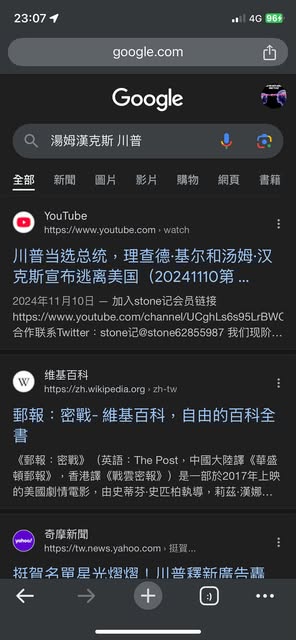 23:07
4G 96
google.com
Google
湯姆漢克斯 川普
全部 新聞 圖片 影片 購物 網頁 書籍
YouTube
https://www.youtube.com › watch
川普当选总统，理查德·基尔和汤姆·汉
克斯宣布逃离美国（20241110第 ...
2024年11月10日 — 加入stone记会员链接
https://www.youtube.com/channel/UCghLs6s95LrBWC
合作联系Twitter：stone记@stone62855987 我们现阶...
維基百科
https://zh.wikipedia.org › zh-tw
郵報：密戰- 維基百科，自由的百科全
書
《郵報：密戰》（英語：The Post，中國大陸譯《華盛
頓郵報》，香港譯《戰雲密報》）是一部於2017年上映
的美國劇情電影，由史蒂芬·史匹柏執導，莉茲·漢娜...
yahoo!
奇摩新聞
https://tw.news.yahoo.com › 挺賀...
挺賀名單星光熠熠！川普釋新廣告轟